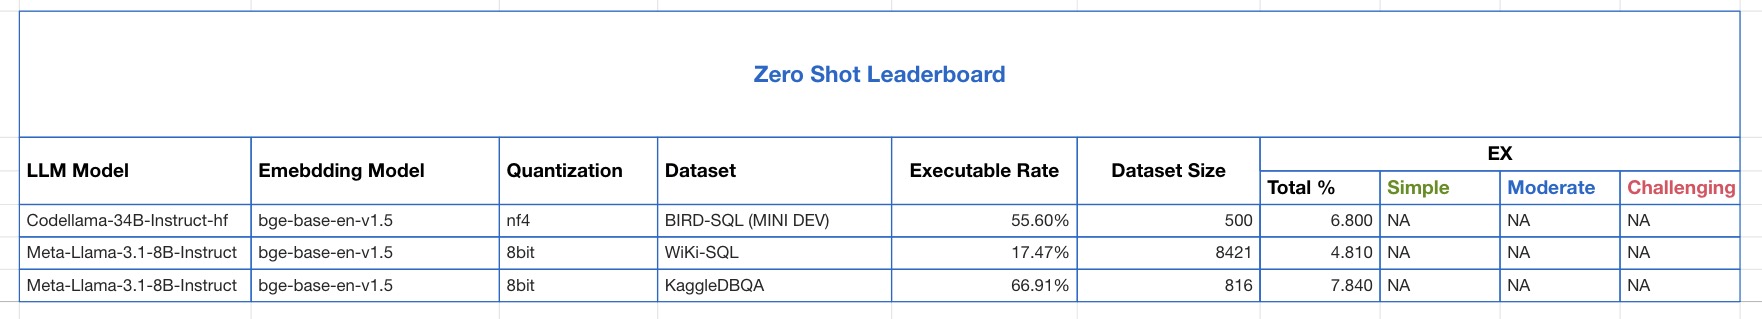 Zero Shot Leaderboard
LLM Model Emebdding Model Quantization Dataset Executable Rate Dataset Size EX
Total % Simple Moderate Challenging
Codellama-34B-Instruct-hf bge-base-en-v1.5 nf4 BIRD-SQL (MINI DEV) 55.60% 500 6.800 NA NA NA
Meta-Llama-3.1-8B-Instruct bge-base-en-v1.5 8bit WiKi-SQL 17.47% 8421 4.810 NA NA NA
Meta-Llama-3.1-8B-Instruct bge-base-en-v1.5 8bit KaggleDBQA 66.91% 816 7.840 NA NA NA